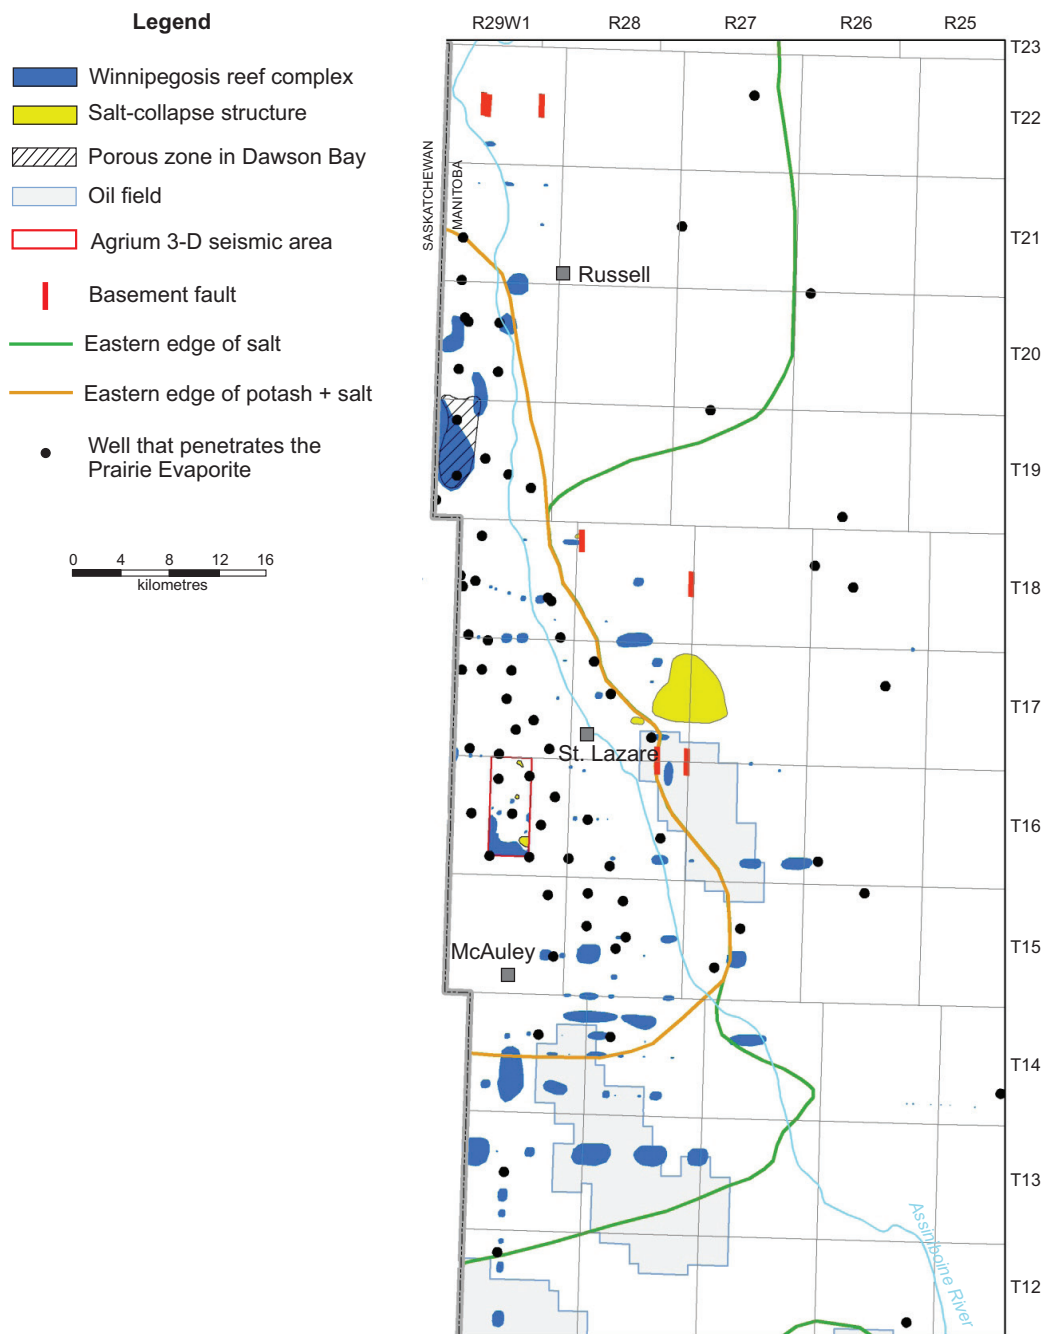 Legend
Winnipegosis reef complex
Salt-collapse structure
Porous zone in Dawson Bay
Oil field
Agrium 3-D seismic area
Basement fault
Eastern edge of salt
Eastern edge of potash + salt
Well that penetrates the
Prairie Evaporite
0 4 8 12 16
kilometres
R29W1 R28 R27 R26 R25
T23
T22
SASKATCHEWAN
MANITOBA
T21
Russell
T20
T19
T18
T17
St. Lazare
T16
McAuley
T15
T14
T13
Assiniboine River
T12